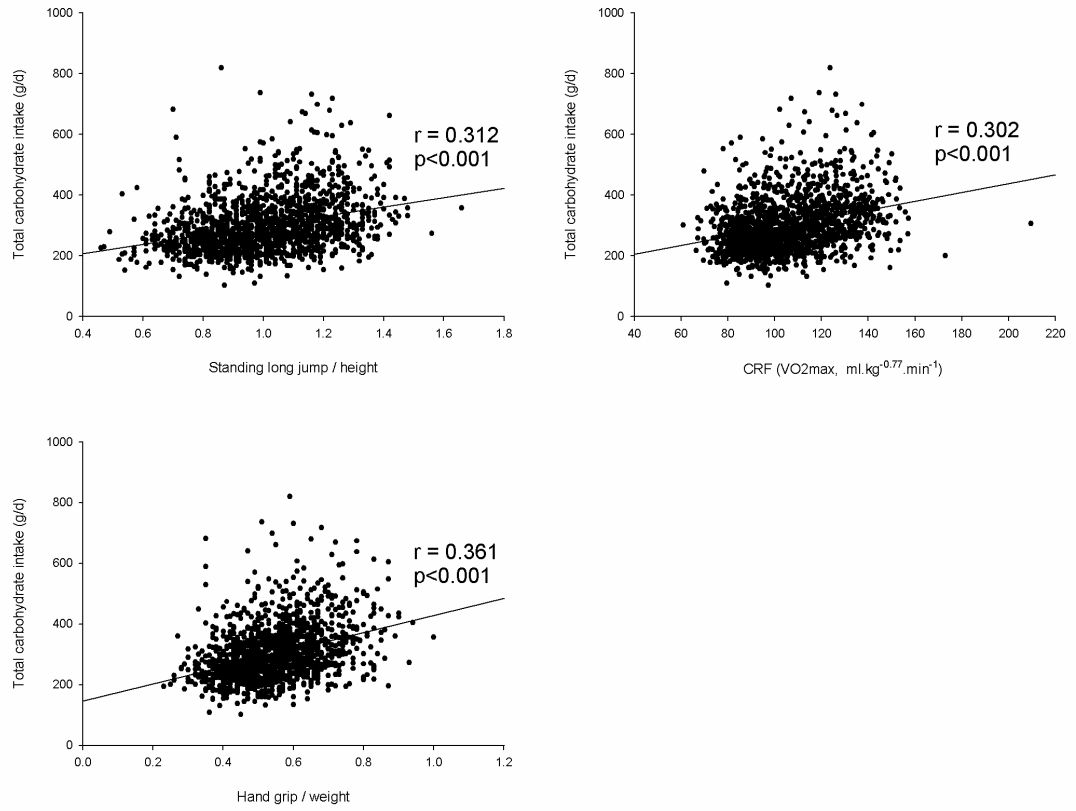 Total carbohydrate intake (g/d)
1000
800
600
400
200
0
r = 0.312
p<0.001
0.4 0.6 0.8 1.0 1.2 1.4 1.6 1.8
Standing long jump / height
Total carbohydrate intake (g/d)
1000
800
600
400
200
0
r = 0.302
p<0.001
40 60 80 100 120 140 160 180 200 220
CRF (VO2max, ml.kg-0.77.min-1)
Total carbohydrate intake (g/d)
1000
800
600
400
200
0
r = 0.361
p<0.001
0.0 0.2 0.4 0.6 0.8 1.0 1.2
Hand grip / weight